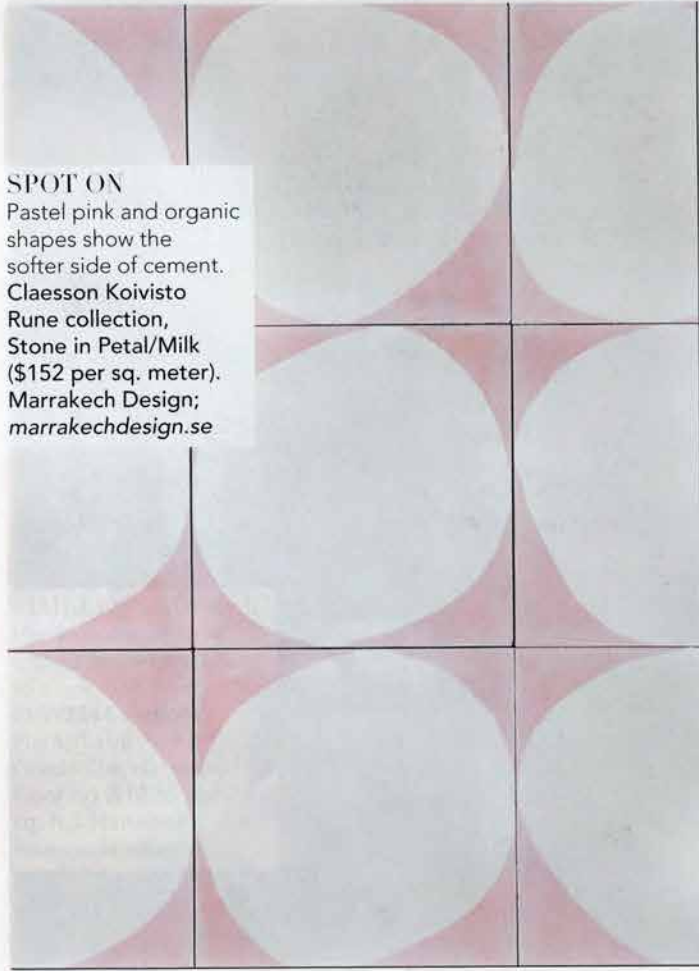 SPOT ON
Pastel pink and organic
shapes show the
softer side of cement.
Claesson Koivisto
Rune collection,
Stone in Petal/Milk
($152 per sq. meter).
Marrakech Design;
marrakechdesign.se